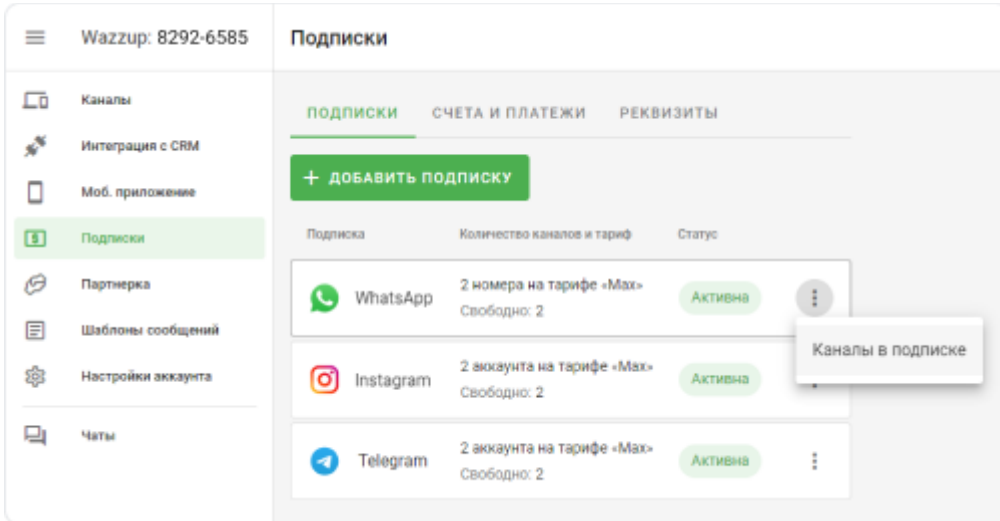 Wazzup: 8292-6585
Подписки
Каналы
Интеграция с CRM
Моб. приложение
Подписки
Партнерка
Шаблоны сообщений
Настройки аккаунта
Чаты
ПОДПИСКИ СЧЕТА И ПЛАТЕЖИ РЕКВИЗИТЫ
+ ДОБАВИТЬ ПОДПИСКУ
Подписка Количество каналов и тариф Статус
WhatsApp
2 номера на тарифе «Max»
Свободно: 2
Активна
Каналы в подписке
Instagram
2 аккаунта на тарифе «Max»
Свободно: 2
Активна
Telegram
2 аккаунта на тарифе «Max»
Свободно: 2
Активна